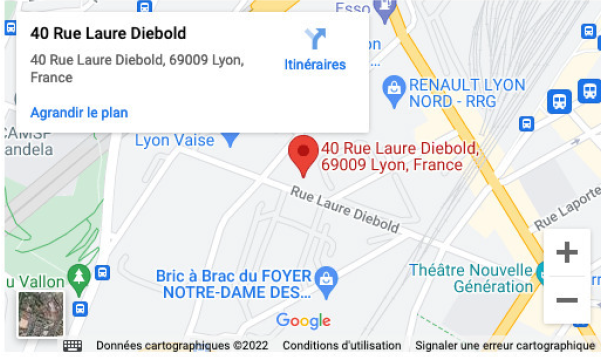 Esso
40 Rue Laure Diebold
40 Rue Laure Diebold, 69009 Lyon,
France
Itinéraires
Agrandir le plan
RENAULT LYON
NORD - RRG
CAMSP
andela
Lyon Vaise
40 Rue Laure Diebold,
69009 Lyon, France
Rue Laure Diebold
Rue Laporte
u Vallon
Bric à Brac du FOYER
NOTRE-DAME DES...
Théâtre Nouvelle
Génération
+
−
Google
Données cartographiques ©2022 Conditions d'utilisation Signaler une erreur cartographique